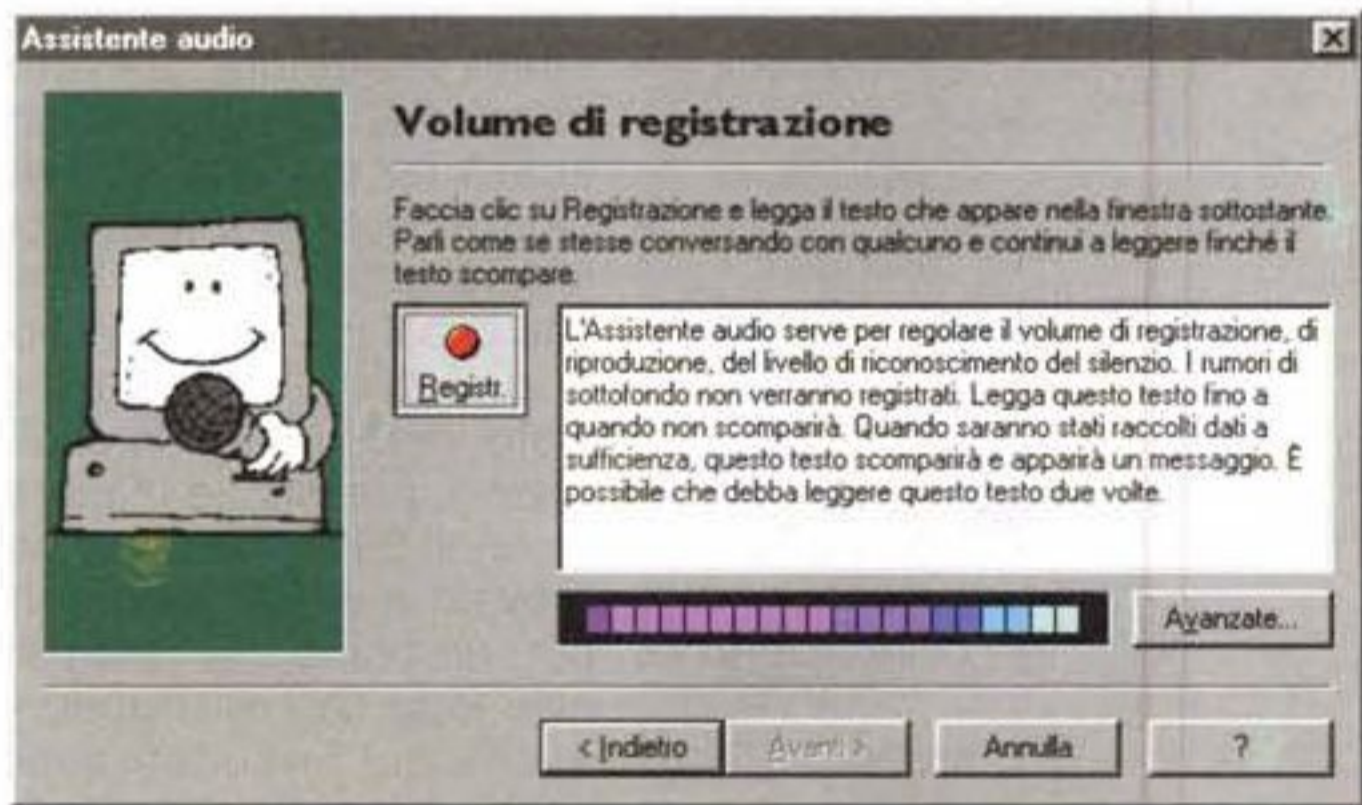 Assistente audio
Volume di registrazione
Faccia clic su Registrazione e legga il testo che appare nella finestra sottostante.
Parli come se stesse conversando con qualcuno e continui a leggere finché il
testo scompare.
Registr.
L'Assistente audio serve per regolare il volume di registrazione, di
riproduzione, del livello di riconoscimento del silenzio. I rumori di
sottofondo non verranno registrati. Legga questo testo fino a
quando non scomparirà. Quando saranno stati raccolti dati a
sufficienza, questo testo scomparirà e apparirà un messaggio. È
possibile che debba leggere questo testo due volte.
Avanzate...
< Indietro
Avanti >
Annulla
?